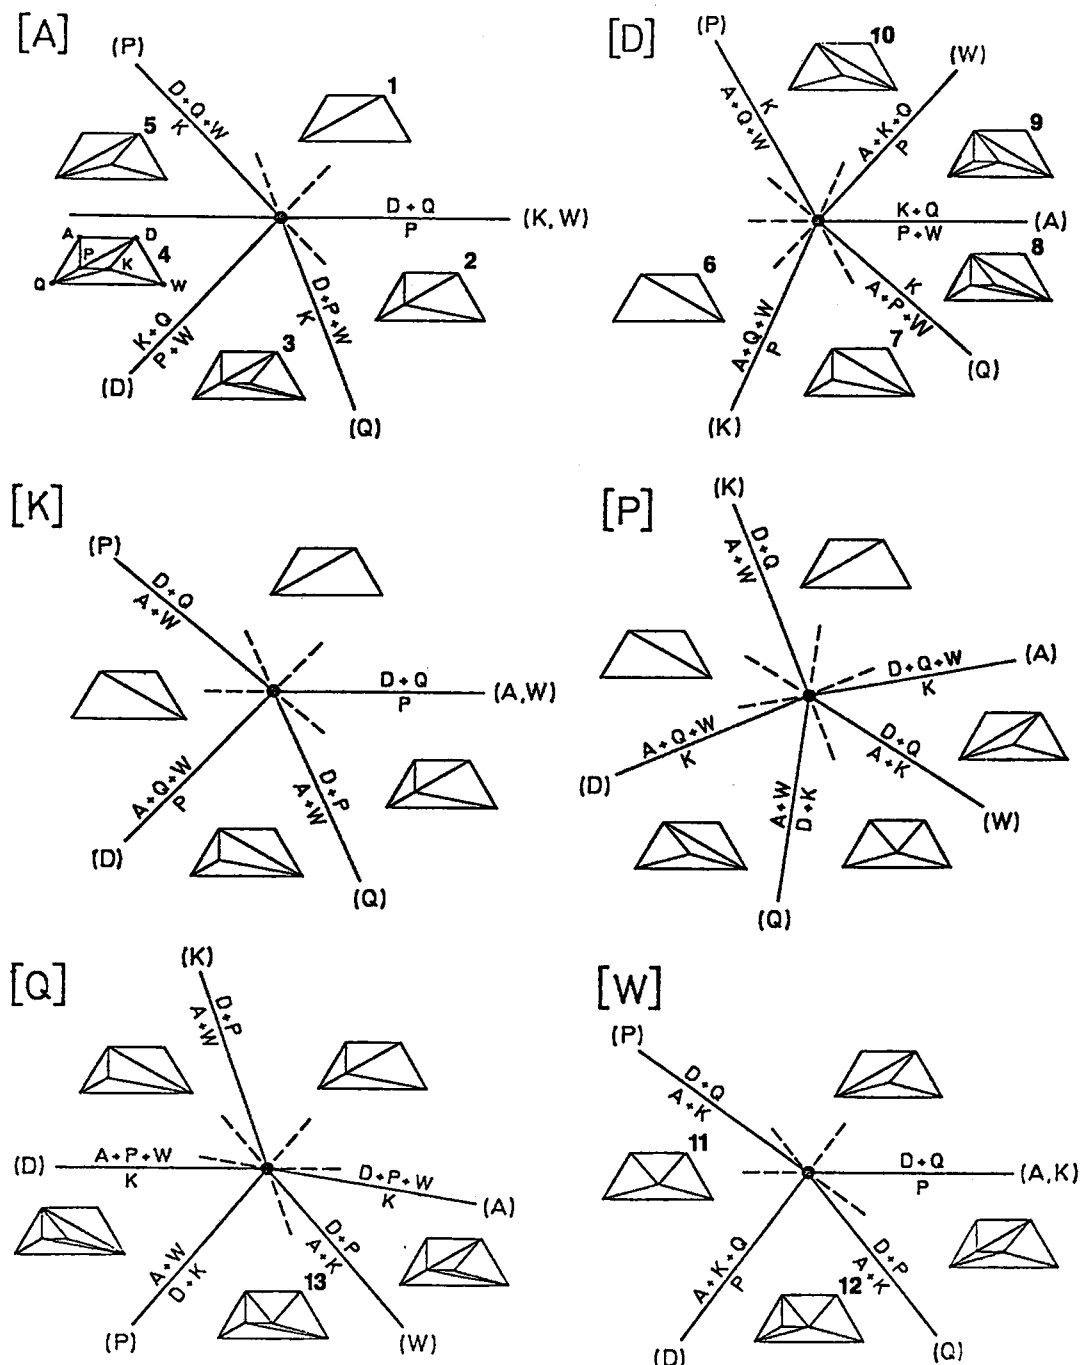 [A]
(P)
D+Q+W
K
1
5
D+Q
P
(K, W)
A
D
4
P
K
Q
W
2
K+Q
P+W
D+P+W
K
3
(D)
(Q)
[D]
(P)
10
(W)
K
A+Q+W
A+K+Q
P
9
K+Q
P+W
(A)
6
8
K
A+P+W
A+Q+W
P
7
(Q)
(K)
[K]
(P)
D+Q
A+W
D+Q
P
(A,W)
A+Q+W
P
D+P
A+W
(D)
(Q)
[P]
(K)
D+Q
A+W
D+Q+W
K
(A)
A+Q+W
K
D+Q
A+K
(D)
A+W
D+K
(W)
(Q)
[Q]
(K)
D+P
A+W
(D)
A+P+W
K
D+P+W
K
(A)
A+W
D+K
D+P
A+K
13
(P)
(W)
[W]
(P)
D+Q
A+K
11
D+Q
P
(A,K)
A+K+Q
P
D+P
A+K
12
(D)
(Q)